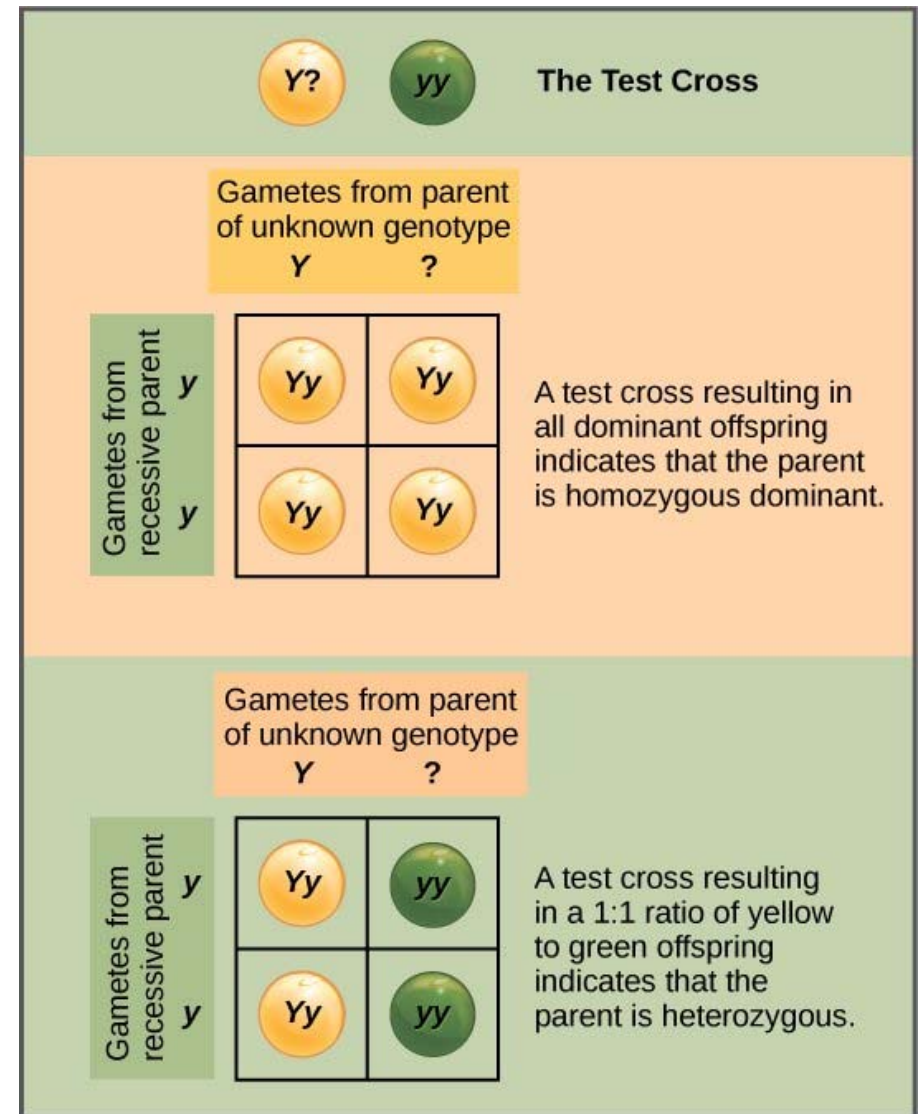 Y? yy The Test Cross
Gametes from parent
of unknown genotype
Y ?
Gametes from
recessive parent
y
y
Yy Yy
Yy Yy
A test cross resulting in
all dominant offspring
indicates that the parent
is homozygous dominant.
Gametes from parent
of unknown genotype
Y ?
Gametes from
recessive parent
y
y
Yy yy
Yy yy
A test cross resulting
in a 1:1 ratio of yellow
to green offspring
indicates that the
parent is heterozygous.